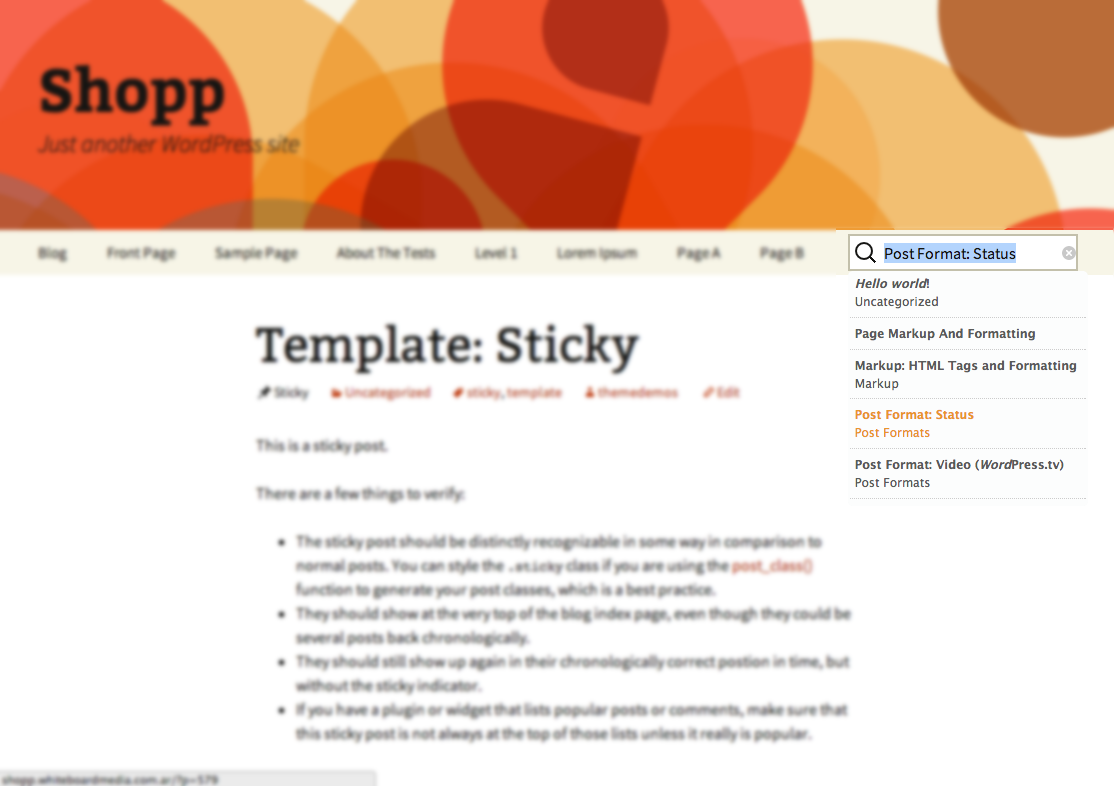 Shopp
Just another WordPress site
Blog Front Page Sample Page About The Tests Level 1 Lorem Ipsum Page A Page B
Post Format: Status
Hello world!
Uncategorized
Page Markup And Formatting
Markup: HTML Tags and Formatting
Markup
Post Format: Status
Post Formats
Post Format: Video (WordPress.tv)
Post Formats
Template: Sticky
Sticky Uncategorized sticky, template themedemos Edit
This is a sticky post.
There are a few things to verify:
• The sticky post should be distinctly recognizable in some way in comparison to
normal posts. You can style the .sticky class if you are using the post_class()
function to generate your post classes, which is a best practice.
• They should show at the very top of the blog index page, even though they could be
several posts back chronologically.
• They should still show up again in their chronologically correct postion in time, but
without the sticky indicator.
• If you have a plugin or widget that lists popular posts or comments, make sure that
this sticky post is not always at the top of those lists unless it really is popular.
shopp.whiteboardmedia.com.ar/?p=579